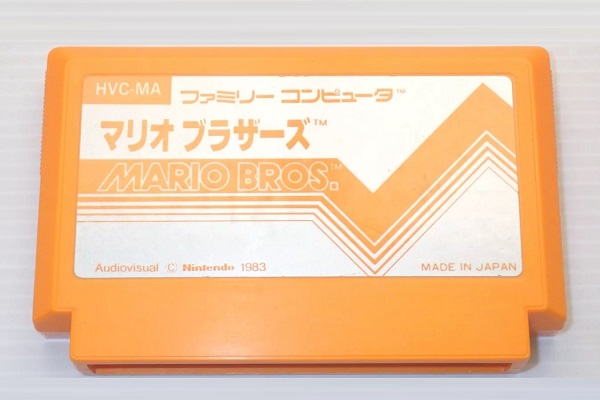 HVC-MA
ファミリー コンピュータ™
マリオ ブラザーズ™
MARIO BROS.™
Audiovisual © Nintendo 1983
MADE IN JAPAN